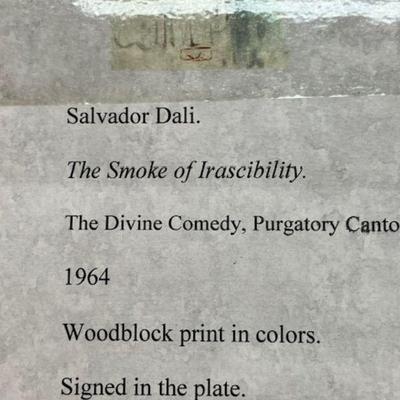 Salvador Dali.
The Smoke of Irascibility.
The Divine Comedy, Purgatory Canto
1964
Woodblock print in colors.
Signed in the plate.